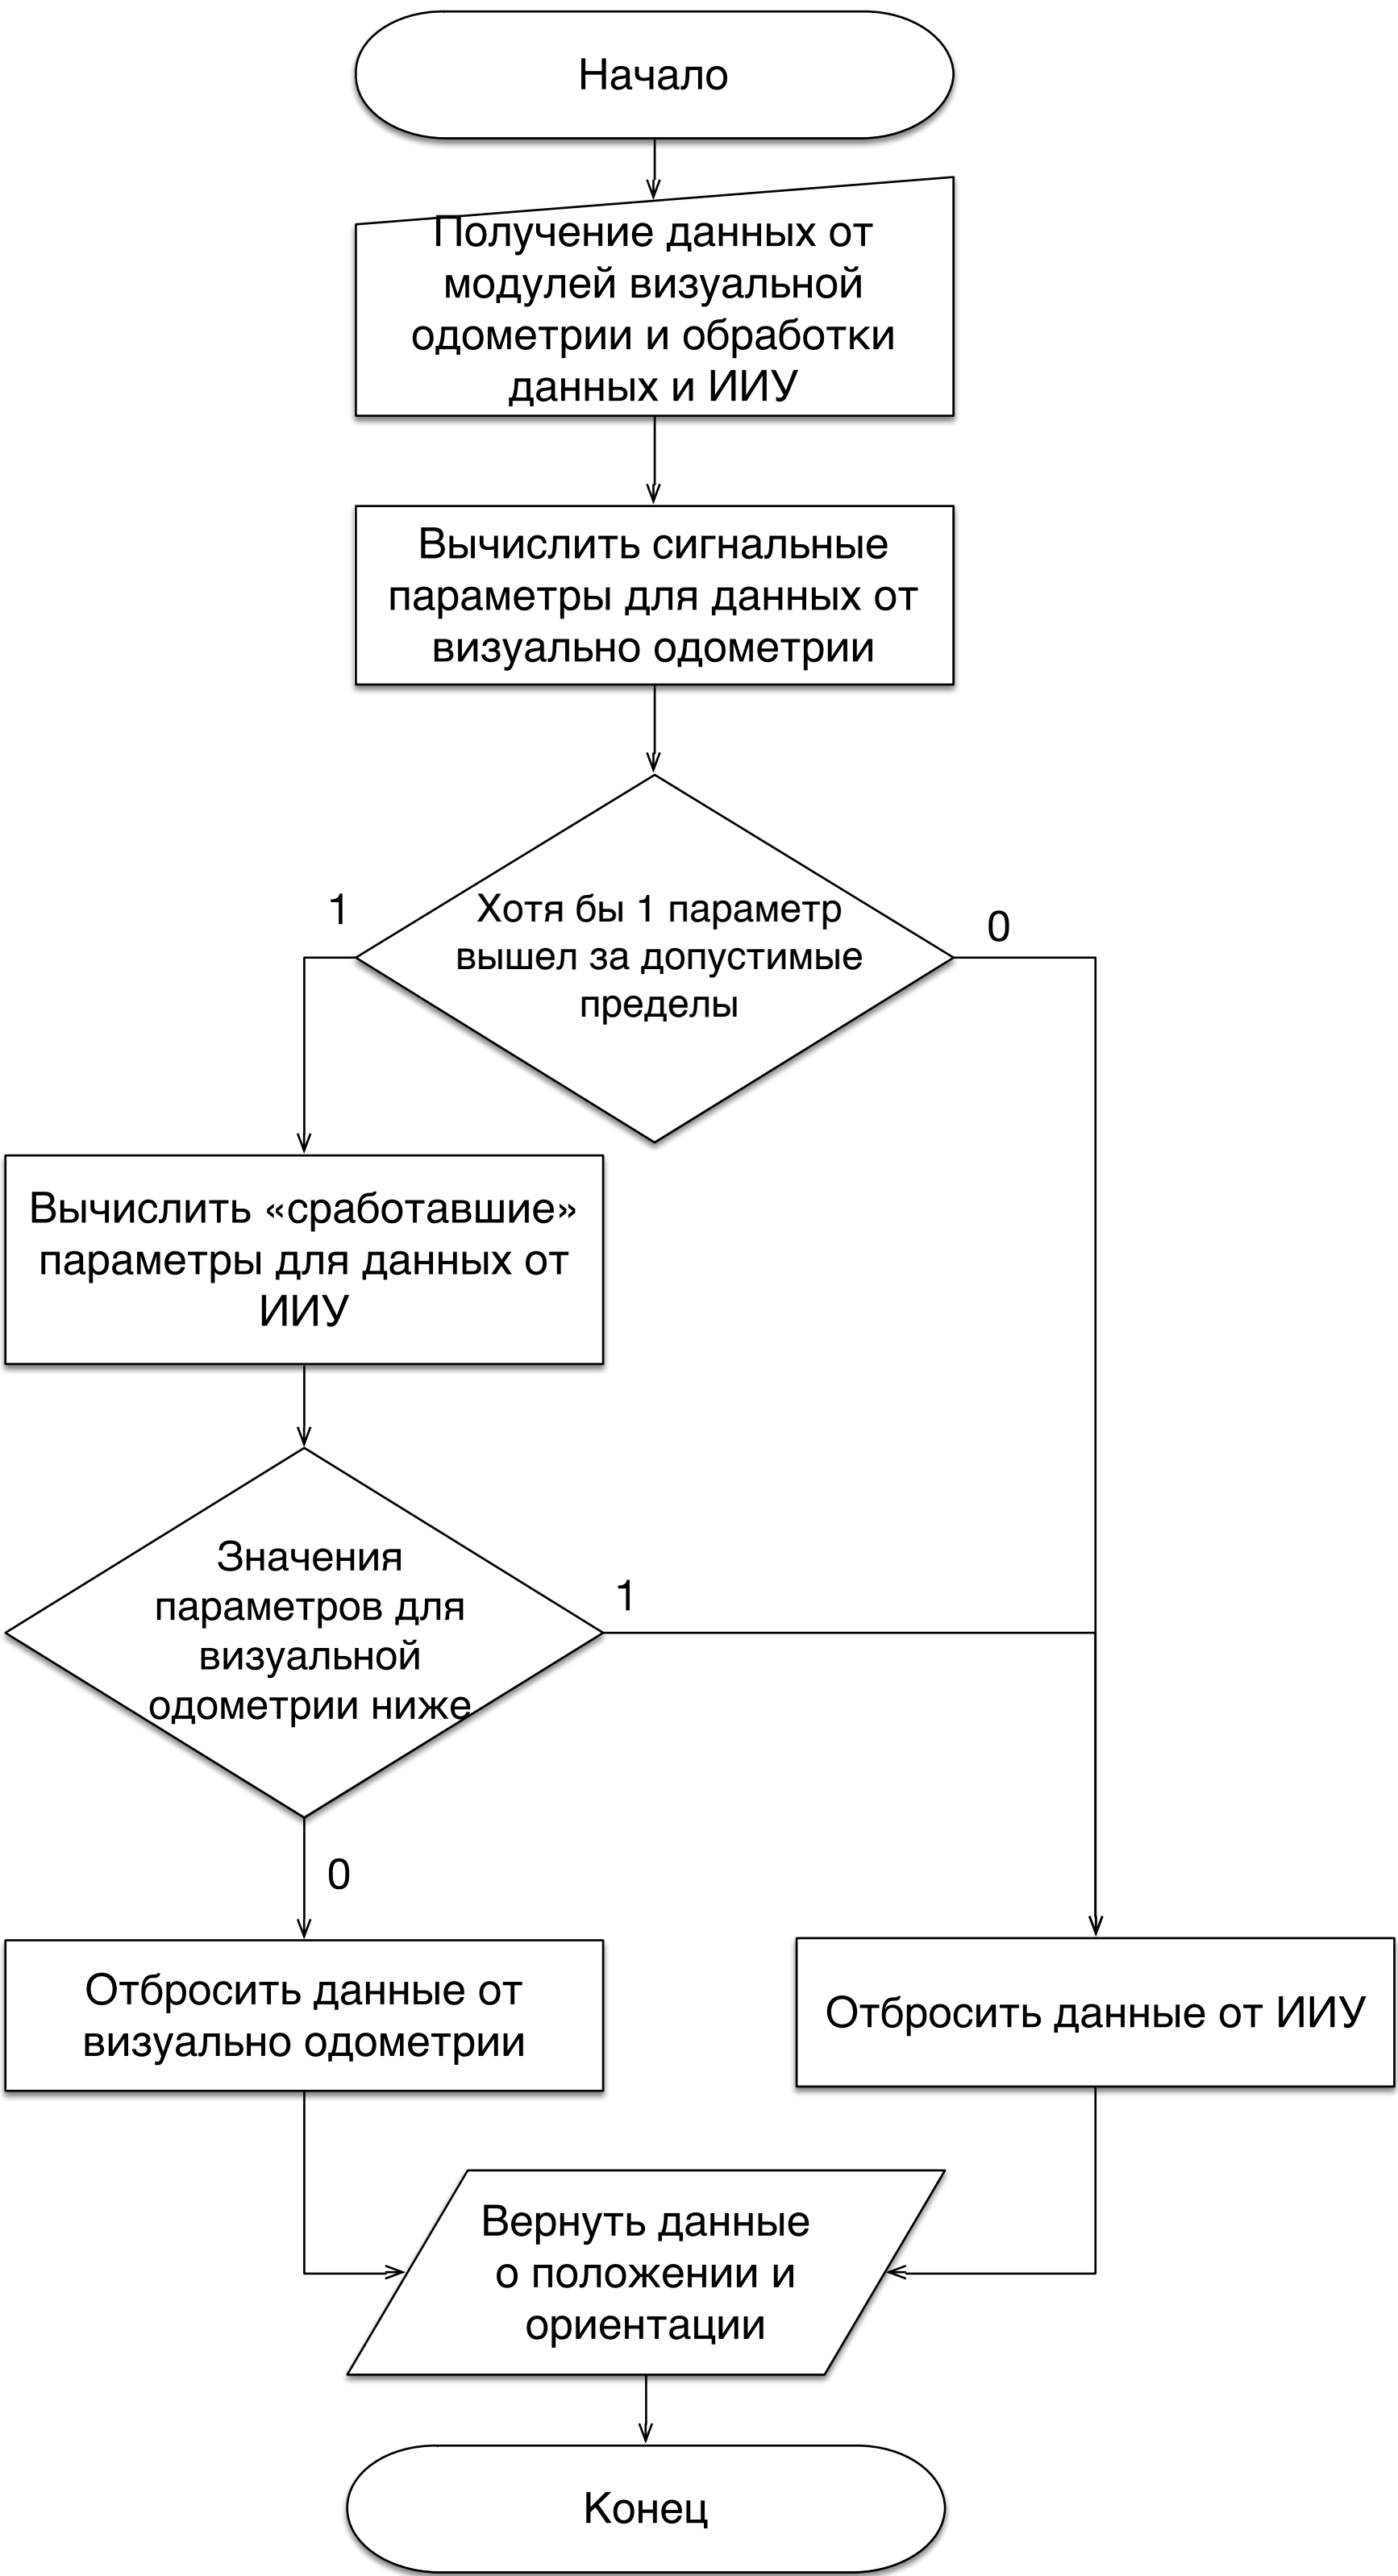 Начало
Получение данных от
модулей визуальной
одометрии и обработки
данных и ИИУ
Вычислить сигнальные
параметры для данных от
визуально одометрии
Хотя бы 1 параметр
вышел за допустимые
пределы
1
0
Вычислить «сработавшие»
параметры для данных от
ИИУ
Значения
параметров для
визуальной
одометрии ниже
1
0
Отбросить данные от
визуально одометрии
Отбросить данные от ИИУ
Вернуть данные
о положении и
ориентации
Конец